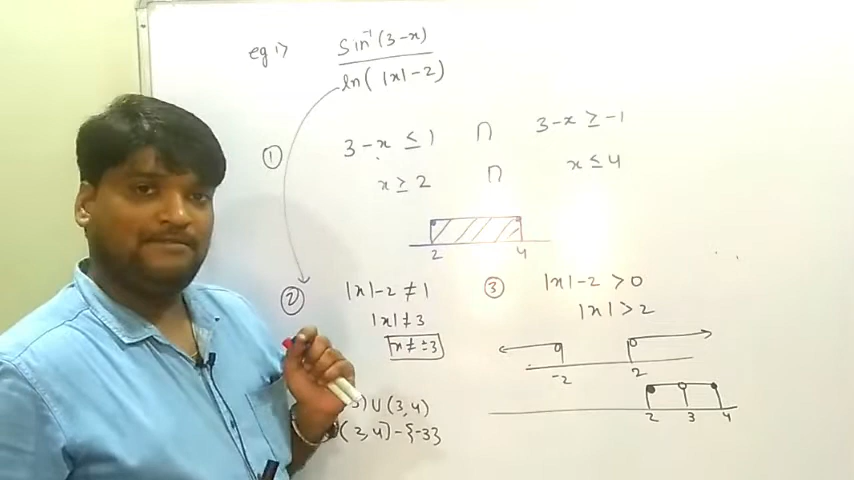 eg 1)
sin⁻¹(3-x)
ln(|x|-2)
① 3-x ≤ 1 ∩ 3-x ≥ -1
x ≥ 2 ∩ x ≤ 4
2 4
② |x|-2 ≠ 1
|x| ≠ 3
x ≠ ±3
③ |x|-2 > 0
|x| > 2
-2 2
2 3 4
3) ∪ (3,4)
(2,4] - {-3}